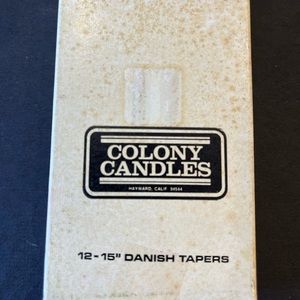 COLONY
CANDLES
HAYWARD, CALIF 94544
12-15" DANISH TAPERS